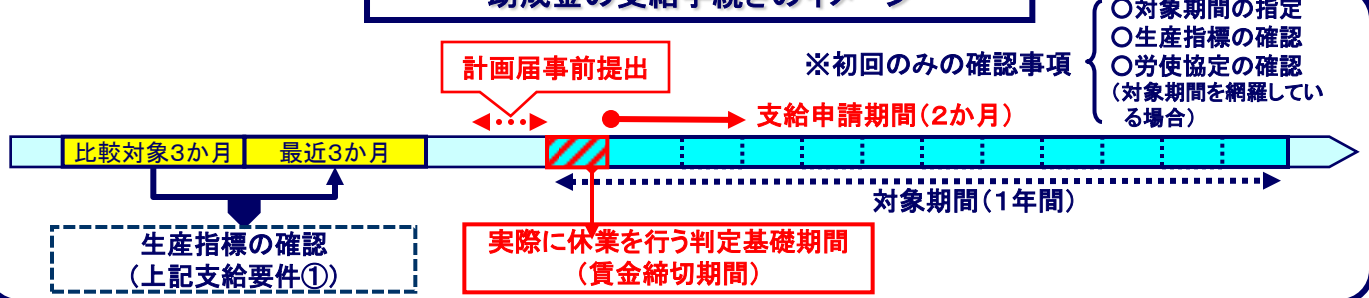 助成金の支給手続きのイメージ
○対象期間の指定
○生産指標の確認
※初回のみの確認事項
○労使協定の確認
(対象期間を網羅してい
る場合)
計画届事前提出
支給申請期間(2か月)
比較対象3か月
最近3か月
対象期間(1年間)
生産指標の確認
(上記支給要件①)
実際に休業を行う判定基礎期間
(賃金締切期間)